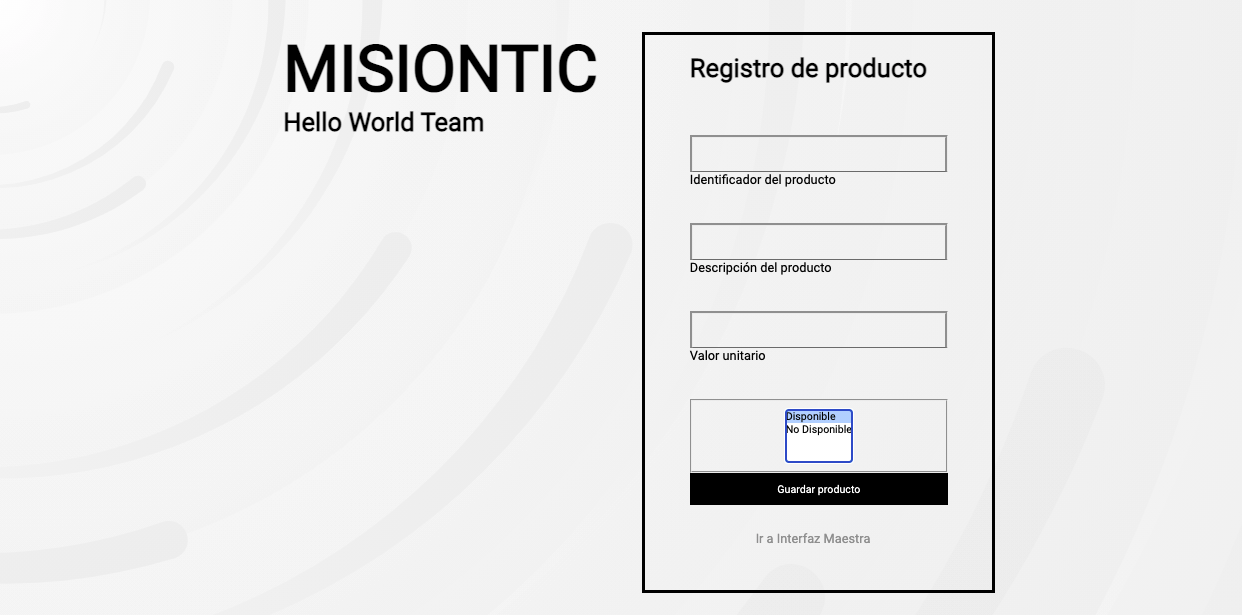 MISIONTIC
Hello World Team
Registro de producto
Identificador del producto
Descripción del producto
Valor unitario
Disponible
No Disponible
Guardar producto
Ir a Interfaz Maestra